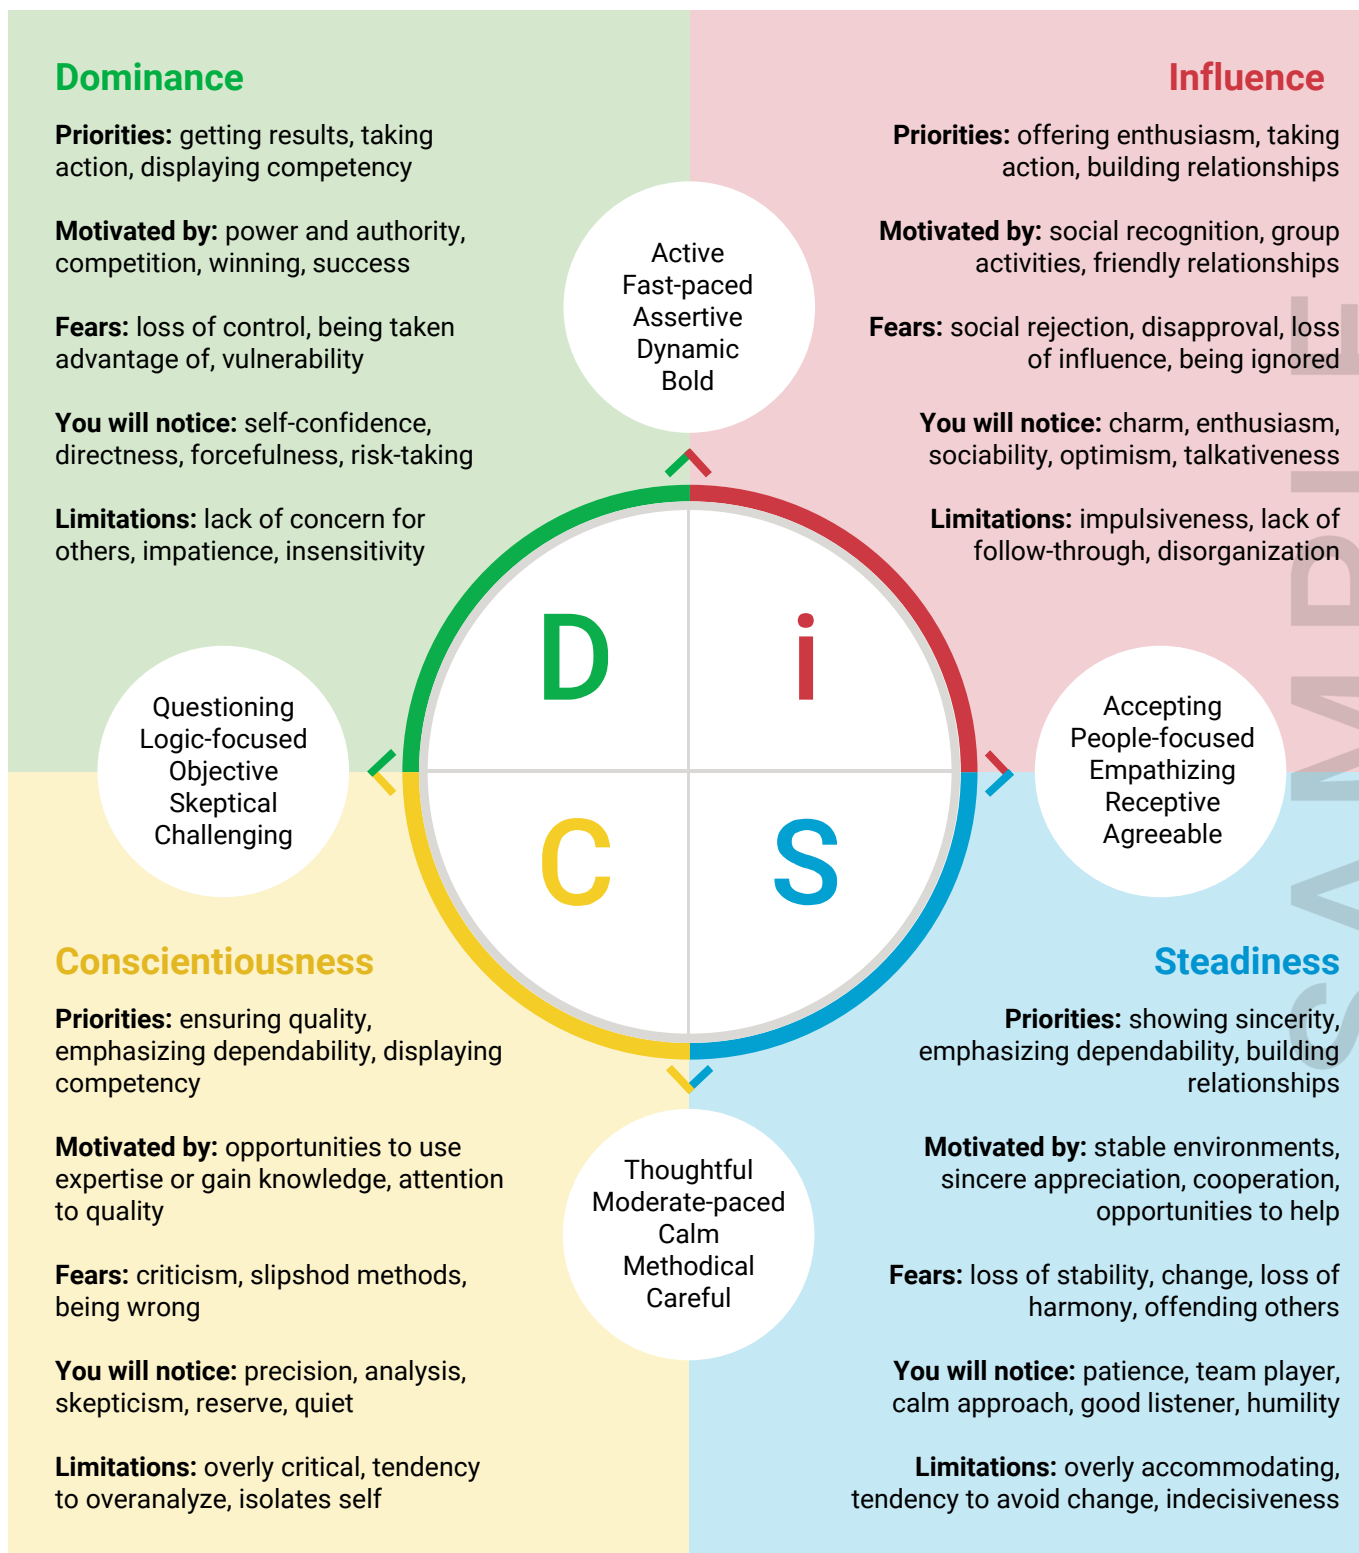 Dominance
Priorities: getting results, taking
action, displaying competency
Motivated by: power and authority,
competition, winning, success
Fears: loss of control, being taken
advantage of, vulnerability
You will notice: self-confidence,
directness, forcefulness, risk-taking
Limitations: lack of concern for
others, impatience, insensitivity
Influence
Priorities: offering enthusiasm, taking
action, building relationships
Motivated by: social recognition, group
activities, friendly relationships
Fears: social rejection, disapproval, loss
of influence, being ignored
You will notice: charm, enthusiasm,
sociability, optimism, talkativeness
Limitations: impulsiveness, lack of
follow-through, disorganization
Active
Fast-paced
Assertive
Dynamic
Bold
D
i
Questioning
Logic-focused
Objective
Skeptical
Challenging
Accepting
People-focused
Empathizing
Receptive
Agreeable
C
S
Conscientiousness
Priorities: ensuring quality,
emphasizing dependability, displaying
competency
Motivated by: opportunities to use
expertise or gain knowledge, attention
to quality
Fears: criticism, slipshod methods,
being wrong
You will notice: precision, analysis,
skepticism, reserve, quiet
Limitations: overly critical, tendency
to overanalyze, isolates self
Steadiness
Priorities: showing sincerity,
emphasizing dependability, building
relationships
Motivated by: stable environments,
sincere appreciation, cooperation,
opportunities to help
Fears: loss of stability, change, loss of
harmony, offending others
You will notice: patience, team player,
calm approach, good listener, humility
Limitations: overly accommodating,
tendency to avoid change, indecisiveness
Thoughtful
Moderate-paced
Calm
Methodical
Careful
SAMPLE